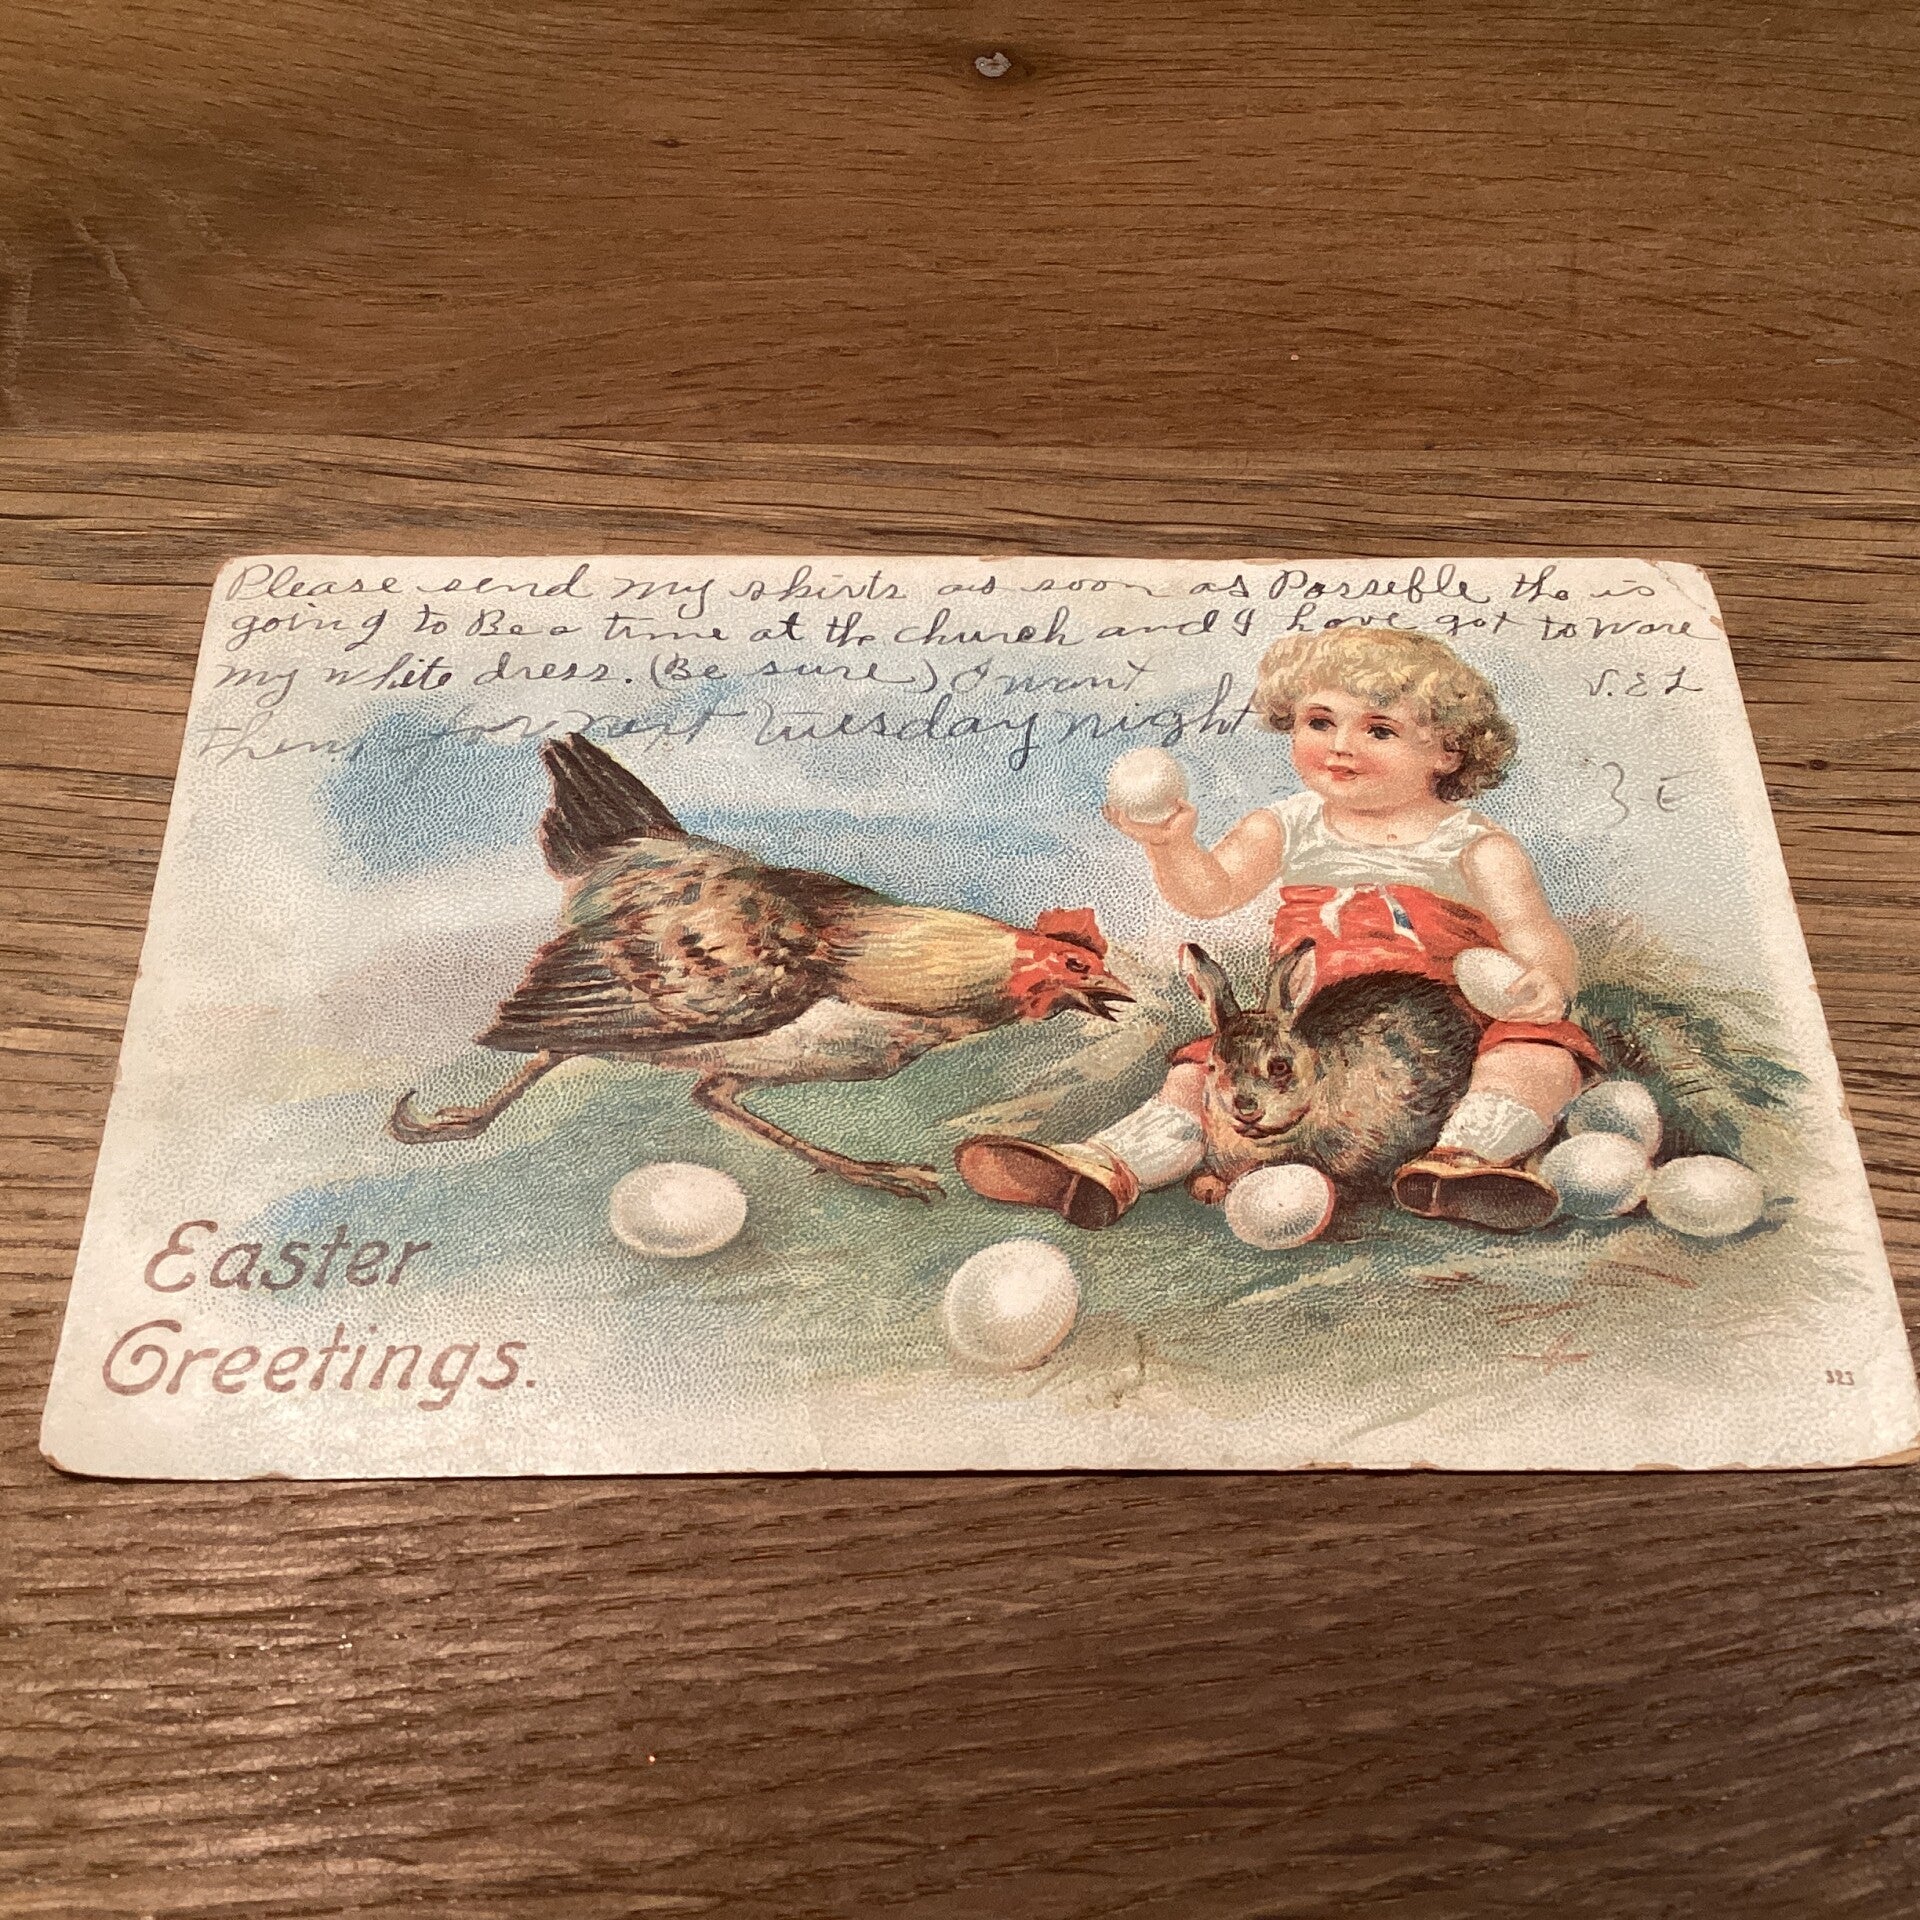 Please send my skirts as soon as Possible the is
going to Be a time at the church and I have got to wore
my white dress. (Be sure) I want
them for next Tuesday night
V. E L
3 E
Easter
Greetings.
323